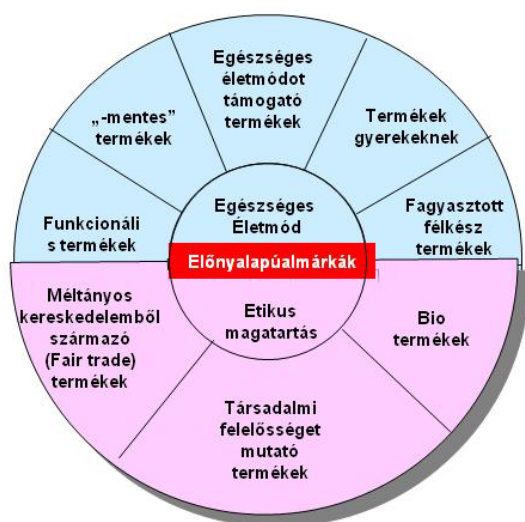 Egészséges
életmódot
támogató
termékek
„-mentes”
termékek
Termékek
gyerekeknek
Funkcionáli
s termékek
Egészséges
Életmód
Fagyasztott
félkész
termékek
Előnyalapúalmárkák
Méltányos
kereskedelemből
származó
(Fair trade)
termékek
Etikus
magatartás
Bio
termékek
Társadalmi
felelősséget
mutató
termékek